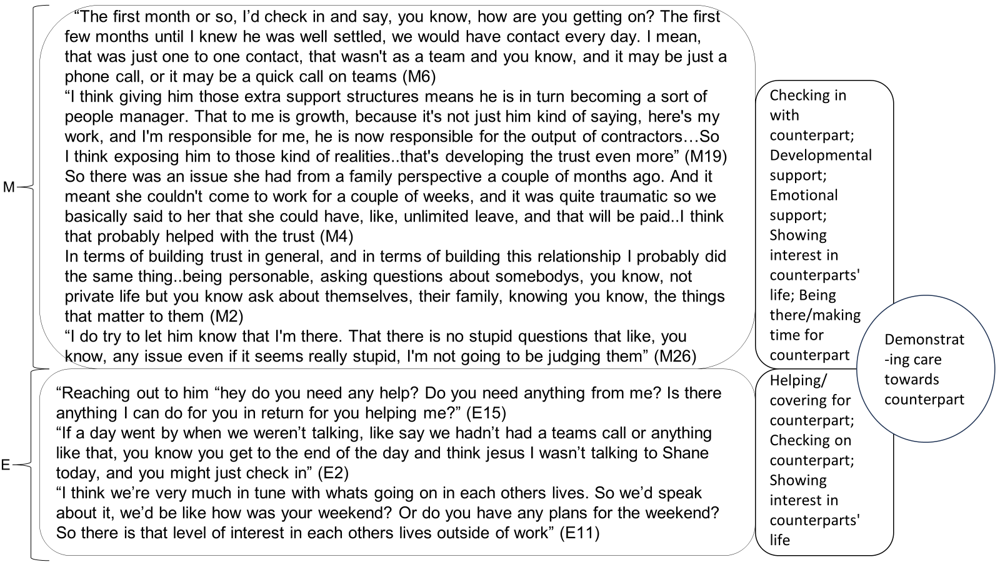 “The first month or so, I’d check in and say, you know, how are you getting on? The first
few months until I knew he was well settled, we would have contact every day. I mean,
that was just one to one contact, that wasn't as a team and you know, and it may be just a
phone call, or it may be a quick call on teams (M6)
“I think giving him those extra support structures means he is in turn becoming a sort of
people manager. That to me is growth, because it's not just him kind of saying, here's my
work, and I'm responsible for me, he is now responsible for the output of contractors…So
I think exposing him to those kind of realities..that's developing the trust even more” (M19)
So there was an issue she had from a family perspective a couple of months ago. And it
meant she couldn't come to work for a couple of weeks, and it was quite traumatic so we
basically said to her that she could have, like, unlimited leave, and that will be paid..I think
that probably helped with the trust (M4)
In terms of building trust in general, and in terms of building this relationship I probably did
the same thing..being personable, asking questions about somebodys, you know, not
private life but you know ask about themselves, their family, knowing you know, the things
that matter to them (M2)
“I do try to let him know that I'm there. That there is no stupid questions that like, you
know, any issue even if it seems really stupid, I'm not going to be judging them” (M26)
M
Checking in
with
counterpart;
Developmental
support;
Emotional
support;
Showing
interest in
counterparts'
life; Being
there/making
time for
counterpart
“Reaching out to him “hey do you need any help? Do you need anything from me? Is there
anything I can do for you in return for you helping me?” (E15)
“If a day went by when we weren’t talking, like say we hadn’t had a teams call or anything
like that, you know you get to the end of the day and think jesus I wasn’t talking to Shane
today, and you might just check in” (E2)
“I think we’re very much in tune with whats going on in each others lives. So we’d speak
about it, we’d be like how was your weekend? Or do you have any plans for the weekend?
So there is that level of interest in each others lives outside of work” (E11)
E
Helping/
covering for
counterpart;
Checking on
counterpart;
Showing
interest in
counterparts'
life
Demonstrat
-ing care
towards
counterpart